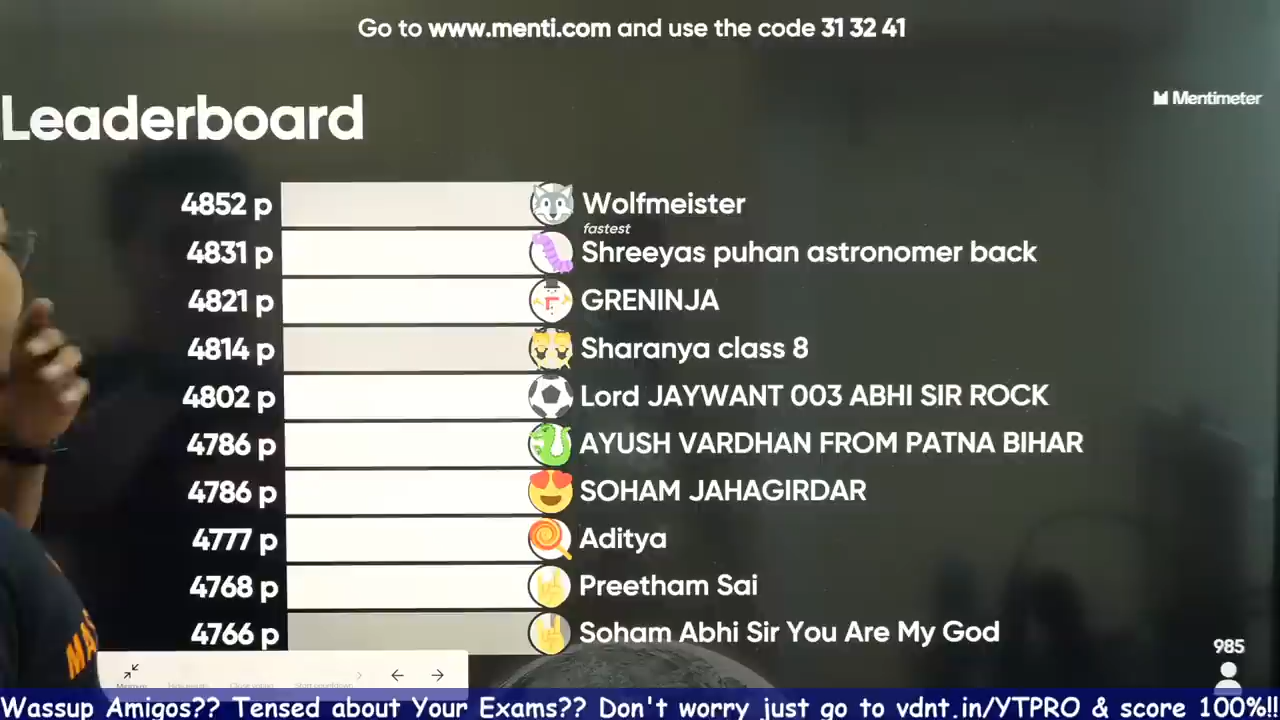 Go to www.menti.com and use the code 31 32 41
Mentimeter
Leaderboard
4852 p Wolfmeister
fastest
4831 p Shreeyas puhan astronomer back
4821 p GRENINJA
4814 p Sharanya class 8
4802 p Lord JAYWANT 003 ABHI SIR ROCK
4786 p AYUSH VARDHAN FROM PATNA BIHAR
4786 p SOHAM JAHAGIRDAR
4777 p Aditya
4768 p Preetham Sai
4766 p Soham Abhi Sir You Are My God
985
Wassup Amigos?? Tensed about Your Exams?? Don't worry just go to vdnt.in/YTPRO & score 100%!!